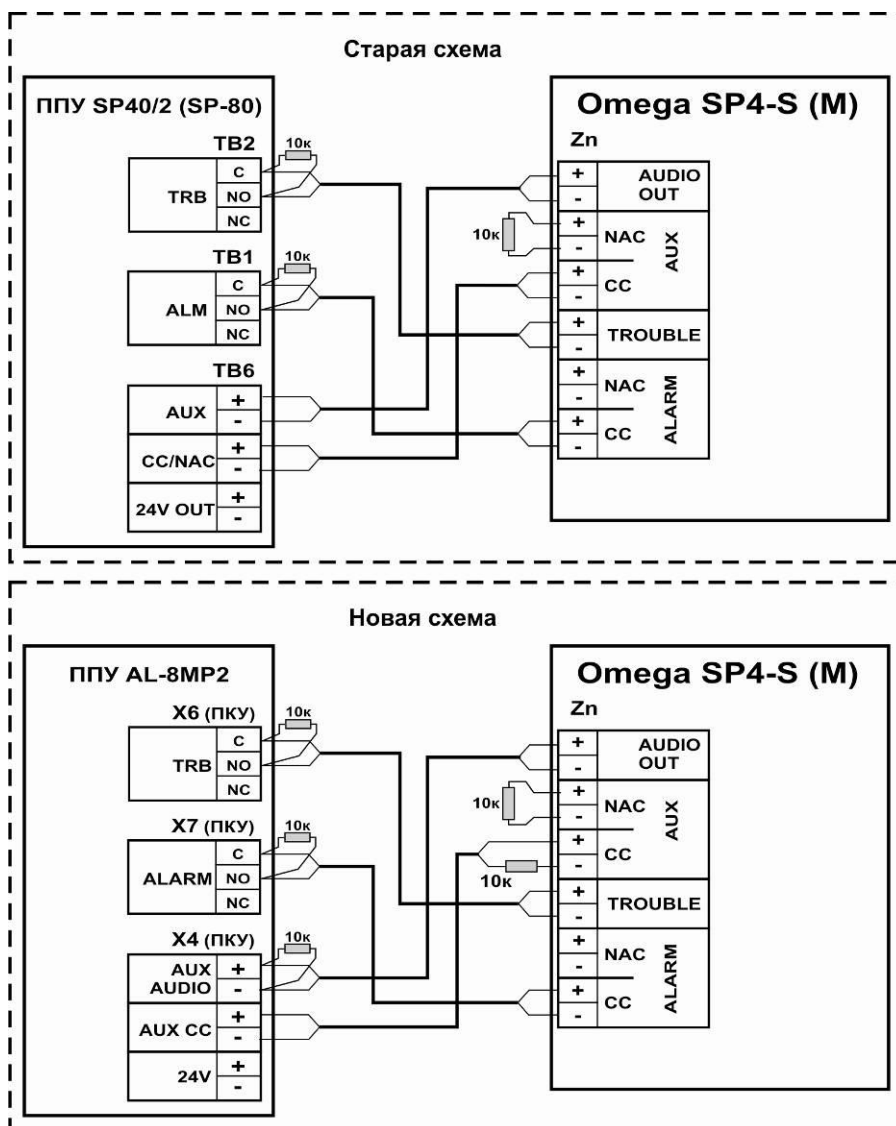 Старая схема
ППУ SP40/2 (SP-80)
TB2
10к
TRB
C
NO
NC
TB1
10к
ALM
C
NO
NC
TB6
AUX
+
-
CC/NAC
+
-
24V OUT
+
-
Omega SP4-S (M)
Zn
+
-
AUDIO
OUT
10к
+
-
NAC
AUX
+
-
CC
+
-
TROUBLE
+
-
NAC
ALARM
+
-
CC
Новая схема
ППУ AL-8MP2
X6 (ПКУ)
10к
TRB
C
NO
NC
X7 (ПКУ)
10к
ALARM
C
NO
NC
X4 (ПКУ)
10к
AUX
AUDIO
+
-
AUX CC
+
-
24V
+
-
Omega SP4-S (M)
Zn
+
-
AUDIO
OUT
10к
+
-
NAC
AUX
+
-
CC
10к
+
-
TROUBLE
+
-
NAC
ALARM
+
-
CC